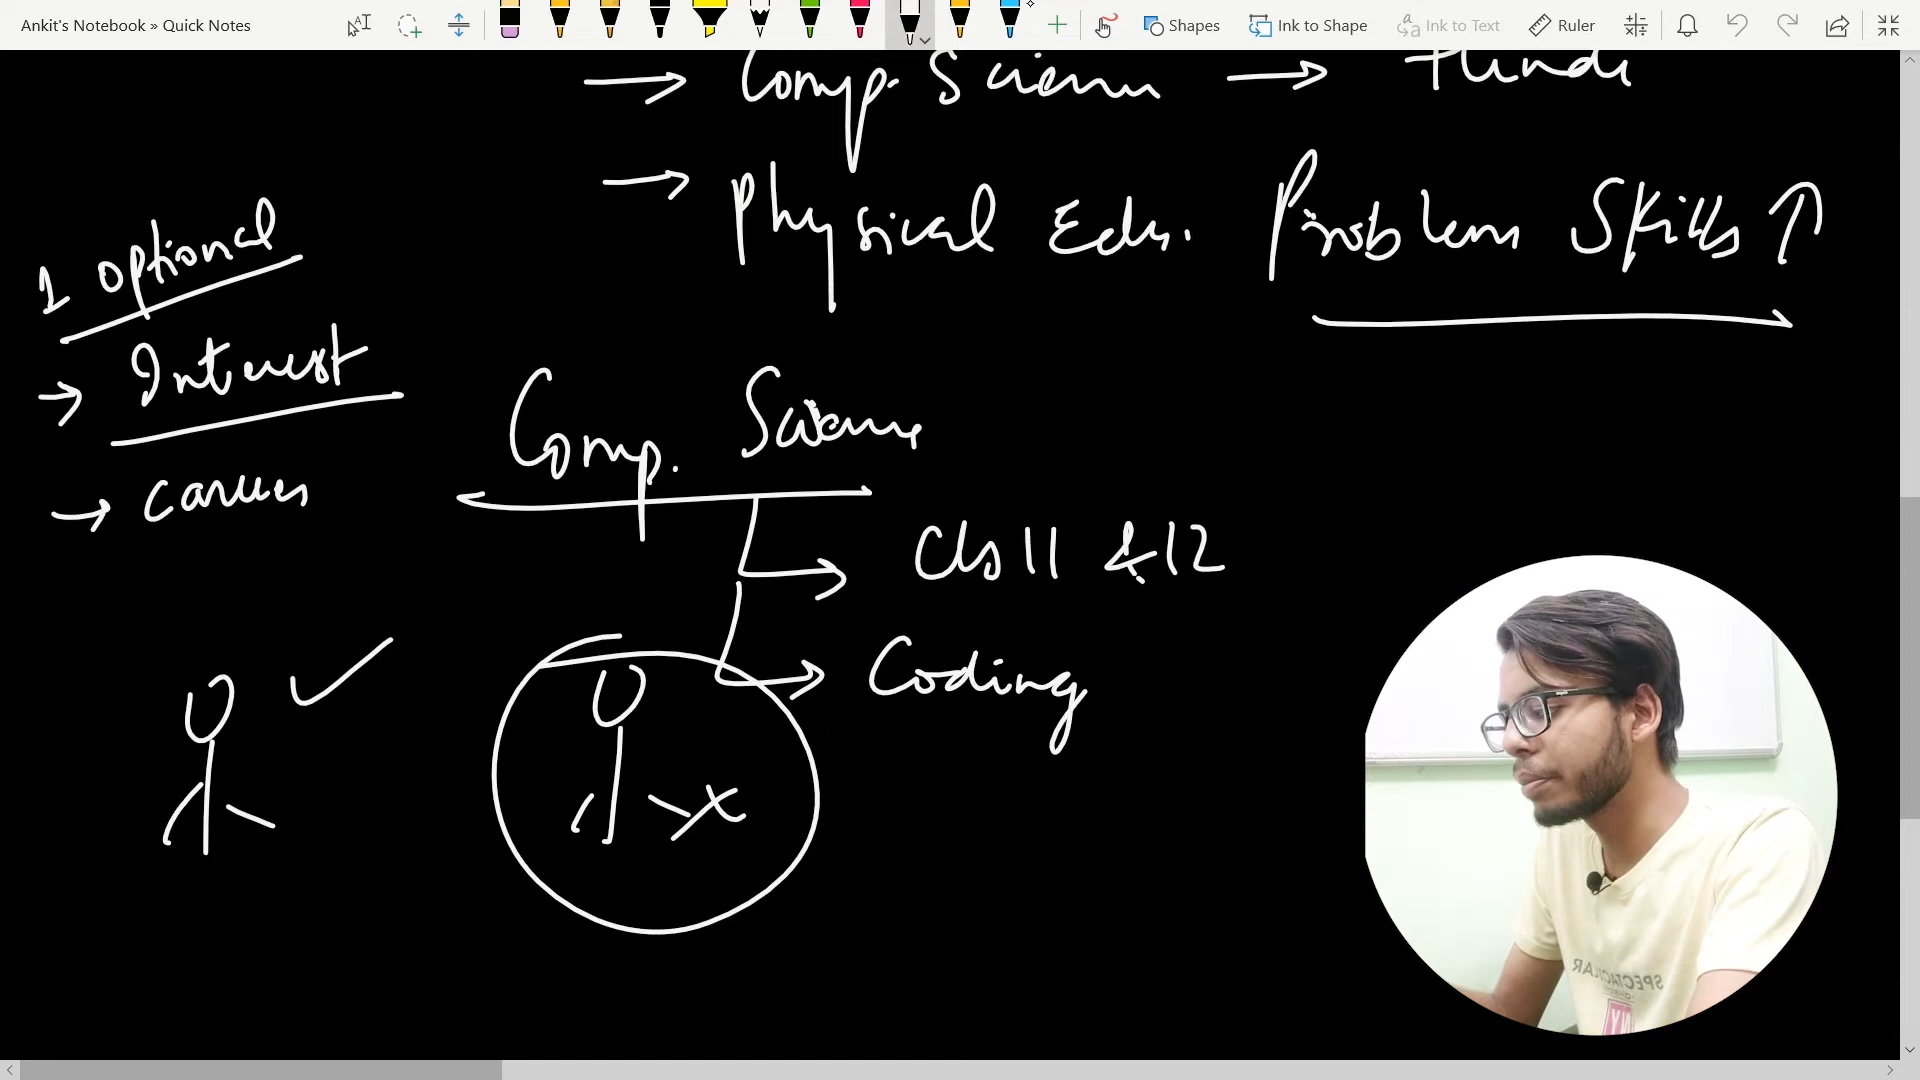 Ankit's Notebook » Quick Notes
Shapes Ink to Shape Ink to Text Ruler
→ Comp. Science → Hindi
→ Physical Edu. Problem Skills ↑
1 optional
→ Interest
→ career
Comp. Science
→ Cls 11 & 12
→ Coding
SPECTACULAR